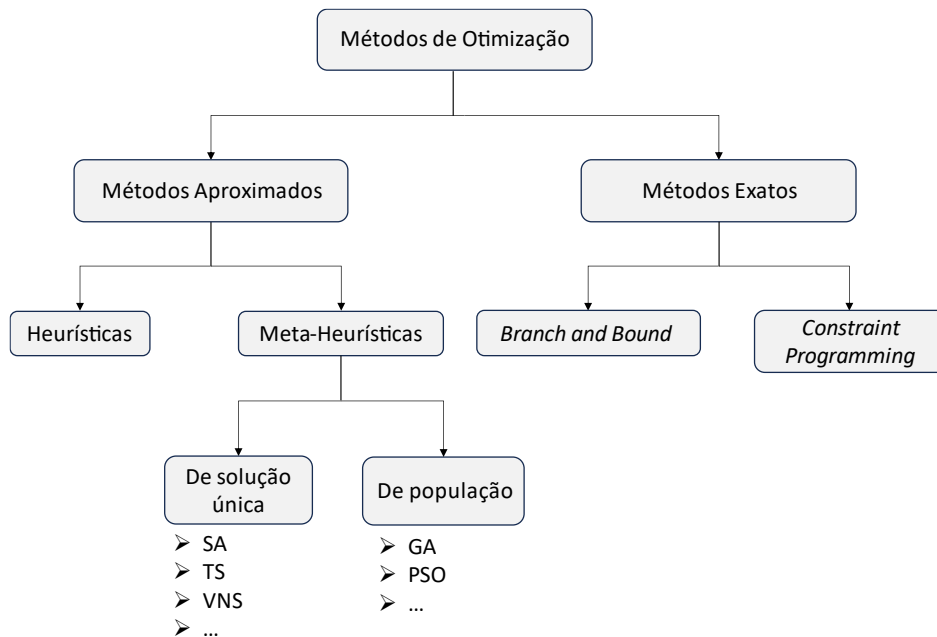 Métodos de Otimização
Métodos Aproximados
Métodos Exatos
Heurísticas
Meta-Heurísticas
Branch and Bound
Constraint
Programming
De solução
única
De população
SA
TS
VNS
...
GA
PSO
...